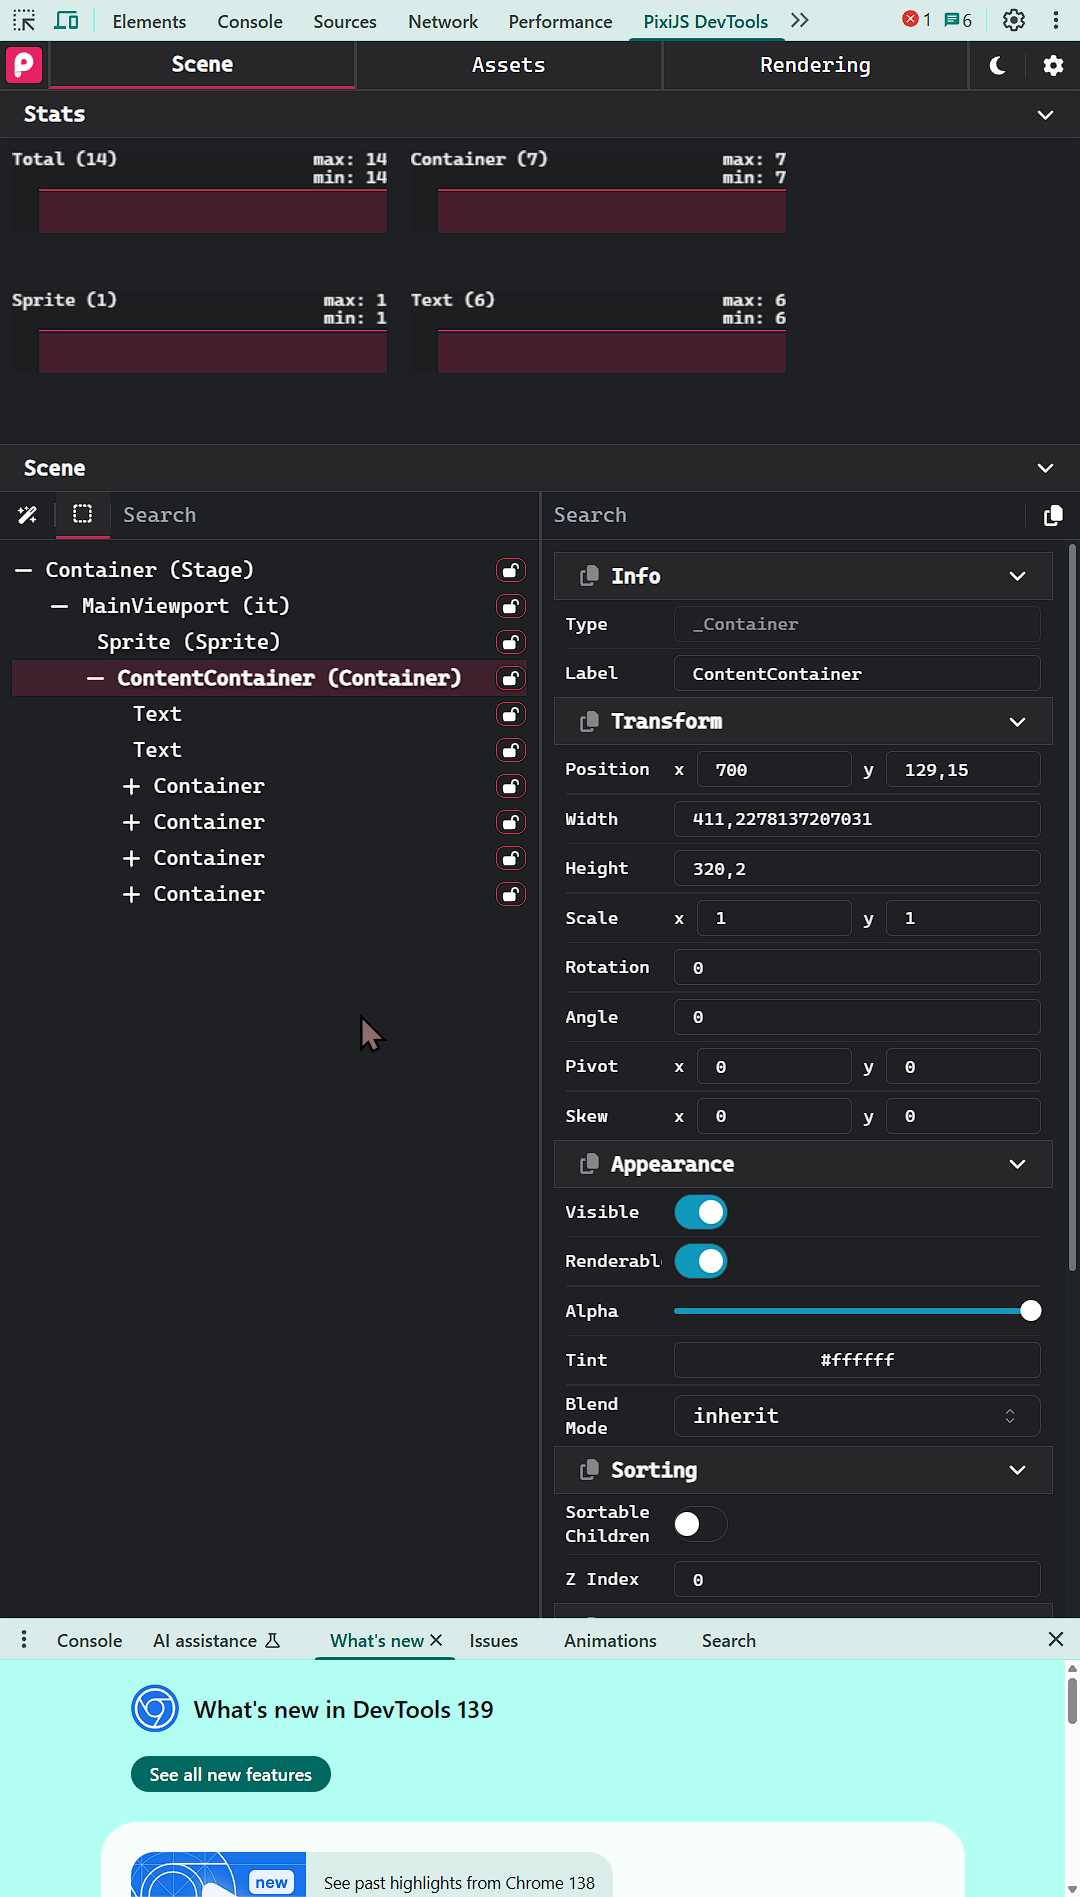 Elements Console Sources Network Performance PixiJS DevTools 1 6
Scene Assets Rendering
Stats
Total (14) max: 14 min: 14
Container (7) max: 7 min: 7
Sprite (1) max: 1 min: 1
Text (6) max: 6 min: 6
Scene
Search
Container (Stage)
MainViewport (it)
Sprite (Sprite)
ContentContainer (Container)
Text
Text
Container
Container
Container
Container
Search
Info
Type _Container
Label ContentContainer
Transform
Position x 700 y 129,15
Width 411,2278137207031
Height 320,2
Scale x 1 y 1
Rotation 0
Angle 0
Pivot x 0 y 0
Skew x 0 y 0
Appearance
Visible
Renderabl
Alpha
Tint #ffffff
Blend Mode inherit
Sorting
Sortable Children
Z Index 0
Console AI assistance What's new Issues Animations Search
What's new in DevTools 139
See all new features
new See past highlights from Chrome 138